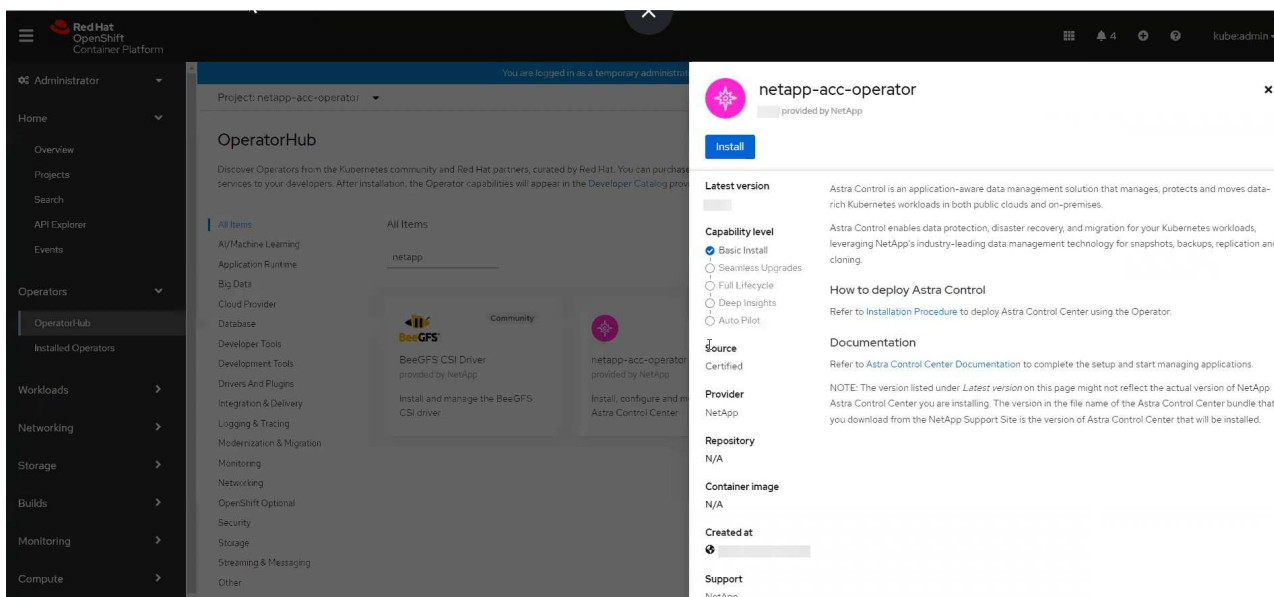 Red Hat
OpenShift
Container Platform
4
kube:admin
Administrator
Home
Overview
Projects
Search
API Explorer
Events
Operators
OperatorHub
Installed Operators
Workloads
Networking
Storage
Builds
Monitoring
Compute
You are logged in as a temporary administrat
Project: netapp-acc-operator
OperatorHub
Discover Operators from the Kubernetes community and Red Hat partners, curated by Red Hat. You can purchase
services to your developers. After installation, the Operator capabilities will appear in the Developer Catalog prov
All Items
AI/Machine Learning
Application Runtime
Big Data
Cloud Provider
Database
Developer Tools
Development Tools
Drivers And Plugins
Integration & Delivery
Logging & Tracing
Modernization & Migration
Monitoring
Networking
OpenShift Optional
Security
Storage
Streaming & Messaging
Other
All Items
netapp
Community
BeeGFS
BeeGFS CSI Driver
provided by NetApp
Install and manage the BeeGFS
CSI driver
netapp-acc-operator
provided by NetApp
Install, configure and m
Astra Control Center
netapp-acc-operator
provided by NetApp
Install
Latest version
Capability level
Basic Install
Seamless Upgrades
Full Lifecycle
Deep Insights
Auto Pilot
Source
Certified
Provider
NetApp
Repository
N/A
Container image
N/A
Created at
Support
NetApp
Astra Control is an application-aware data management solution that manages, protects and moves data-
rich Kubernetes workloads in both public clouds and on-premises.
Astra Control enables data protection, disaster recovery, and migration for your Kubernetes workloads,
leveraging NetApp's industry-leading data management technology for snapshots, backups, replication and
cloning.
How to deploy Astra Control
Refer to Installation Procedure to deploy Astra Control Center using the Operator.
Documentation
Refer to Astra Control Center Documentation to complete the setup and start managing applications.
NOTE: The version listed under Latest version on this page might not reflect the actual version of NetApp
Astra Control Center you are installing. The version in the file name of the Astra Control Center bundle that
you download from the NetApp Support Site is the version of Astra Control Center that will be installed.